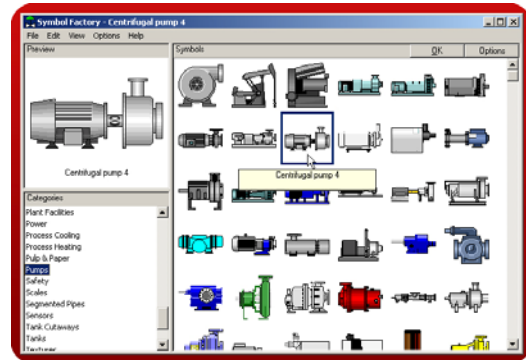 Symbol Factory - Centrifugal pump 4
File Edit View Options Help
Preview
Symbols
OK
Options
Centrifugal pump 4
Centrifugal pump 4
Categories
Plant Facilities
Power
Process Cooling
Process Heating
Pulp & Paper
Pumps
Safety
Scales
Segmented Pipes
Sensors
Tank Cutaways
Tanks
Textures